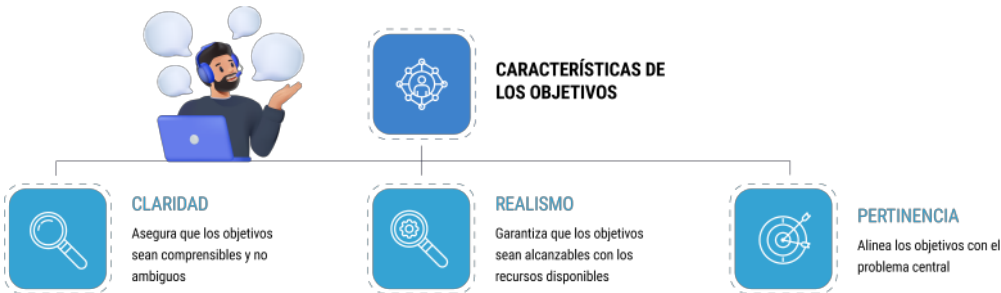 CARACTERÍSTICAS DE
LOS OBJETIVOS
CLARIDAD
Asegura que los objetivos
sean comprensibles y no
ambiguos
REALISMO
Garantiza que los objetivos
sean alcanzables con los
recursos disponibles
PERTINENCIA
Alinea los objetivos con el
problema central